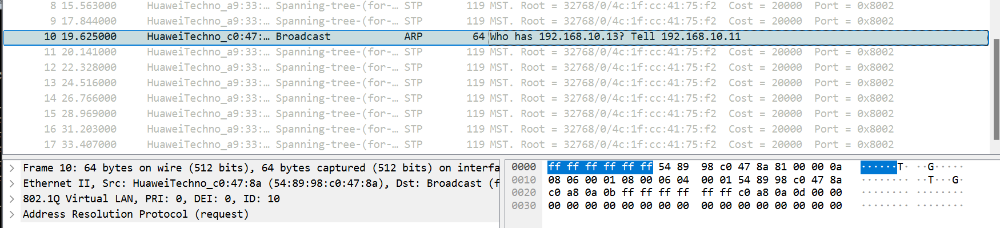 8 15.563000 HuaweiTechno_a9:33:… Spanning-tree-(for-… STP 119 MST. Root = 32768/0/4c:1f:cc:41:75:f2 Cost = 20000 Port = 0x8002
9 17.844000 HuaweiTechno_a9:33:… Spanning-tree-(for-… STP 119 MST. Root = 32768/0/4c:1f:cc:41:75:f2 Cost = 20000 Port = 0x8002
10 19.625000 HuaweiTechno_c0:47:… Broadcast ARP 64 Who has 192.168.10.13? Tell 192.168.10.11
11 20.141000 HuaweiTechno_a9:33:… Spanning-tree-(for-… STP 119 MST. Root = 32768/0/4c:1f:cc:41:75:f2 Cost = 20000 Port = 0x8002
12 22.328000 HuaweiTechno_a9:33:… Spanning-tree-(for-… STP 119 MST. Root = 32768/0/4c:1f:cc:41:75:f2 Cost = 20000 Port = 0x8002
13 24.516000 HuaweiTechno_a9:33:… Spanning-tree-(for-… STP 119 MST. Root = 32768/0/4c:1f:cc:41:75:f2 Cost = 20000 Port = 0x8002
14 26.766000 HuaweiTechno_a9:33:… Spanning-tree-(for-… STP 119 MST. Root = 32768/0/4c:1f:cc:41:75:f2 Cost = 20000 Port = 0x8002
15 28.969000 HuaweiTechno_a9:33:… Spanning-tree-(for-… STP 119 MST. Root = 32768/0/4c:1f:cc:41:75:f2 Cost = 20000 Port = 0x8002
16 31.203000 HuaweiTechno_a9:33:… Spanning-tree-(for-… STP 119 MST. Root = 32768/0/4c:1f:cc:41:75:f2 Cost = 20000 Port = 0x8002
17 33.407000 HuaweiTechno_a9:33:… Spanning-tree-(for-… STP 119 MST. Root = 32768/0/4c:1f:cc:41:75:f2 Cost = 20000 Port = 0x8002
Frame 10: 64 bytes on wire (512 bits), 64 bytes captured (512 bits) on interfa
Ethernet II, Src: HuaweiTechno_c0:47:8a (54:89:98:c0:47:8a), Dst: Broadcast (f
802.1Q Virtual LAN, PRI: 0, DEI: 0, ID: 10
Address Resolution Protocol (request)
0000 ff ff ff ff ff ff 54 89 98 c0 47 8a 81 00 00 0a ······T· ··G·····
0010 08 06 00 01 08 00 06 04 00 01 54 89 98 c0 47 8a ········ ··T···G·
0020 c0 a8 0a 0b ff ff ff ff ff ff c0 a8 0a 0d 00 00 ········ ········
0030 00 00 00 00 00 00 00 00 00 00 00 00 00 00 00 00 ········ ········